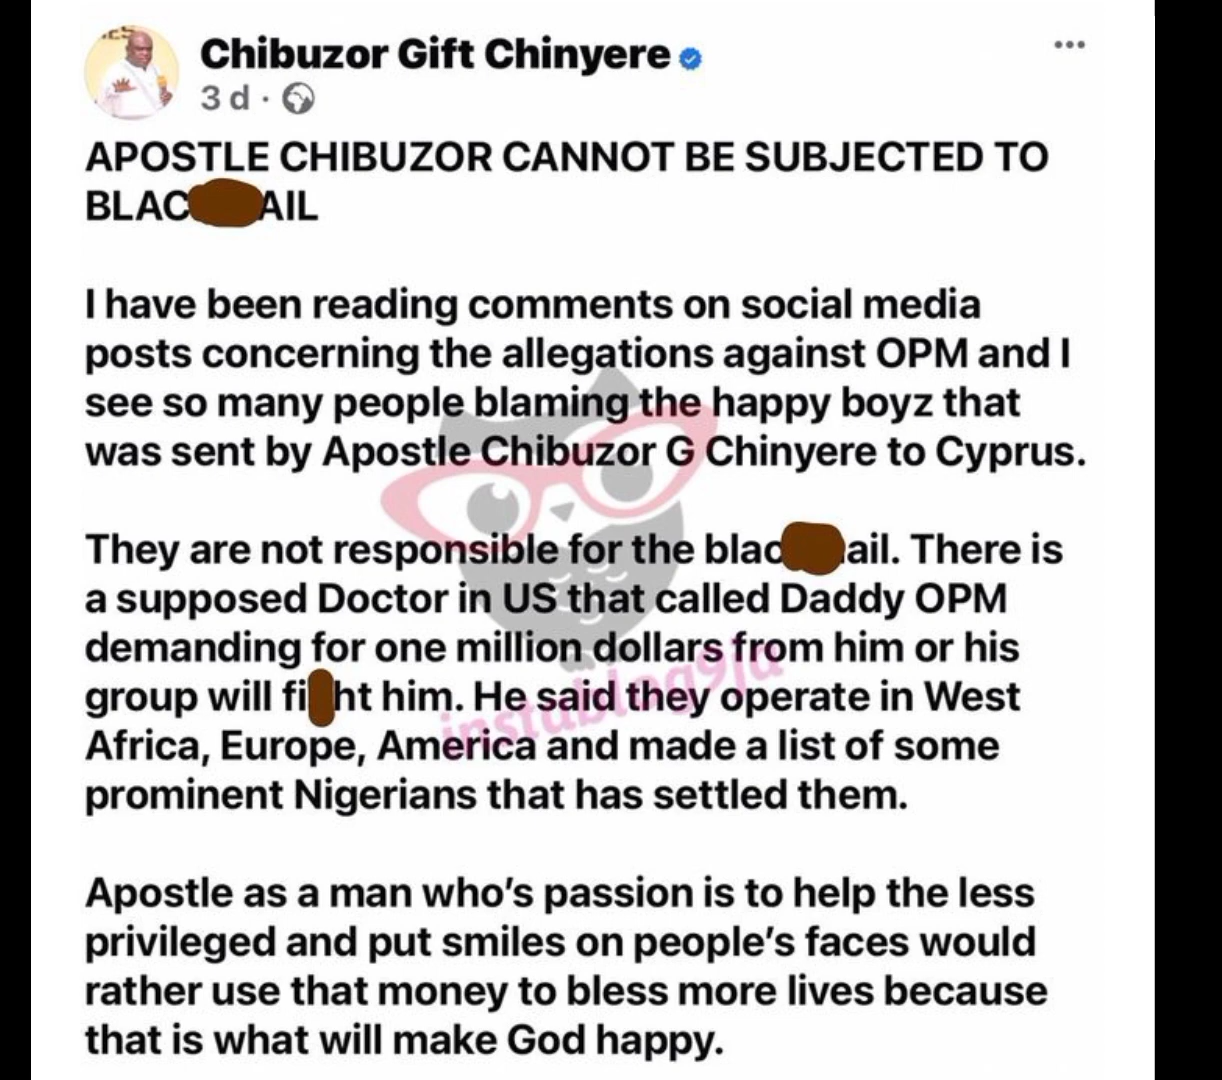 Chibuzor Gift Chinyere
3 d ·
APOSTLE CHIBUZOR CANNOT BE SUBJECTED TO
BLAC AIL
I have been reading comments on social media
posts concerning the allegations against OPM and I
see so many people blaming the happy boyz that
was sent by Apostle Chibuzor G Chinyere to Cyprus.
They are not responsible for the blac ail. There is
a supposed Doctor in US that called Daddy OPM
demanding for one million dollars from him or his
group will fi ht him. He said they operate in West
Africa, Europe, America and made a list of some
prominent Nigerians that has settled them.
Apostle as a man who’s passion is to help the less
privileged and put smiles on people’s faces would
rather use that money to bless more lives because
that is what will make God happy.
instablog9ja